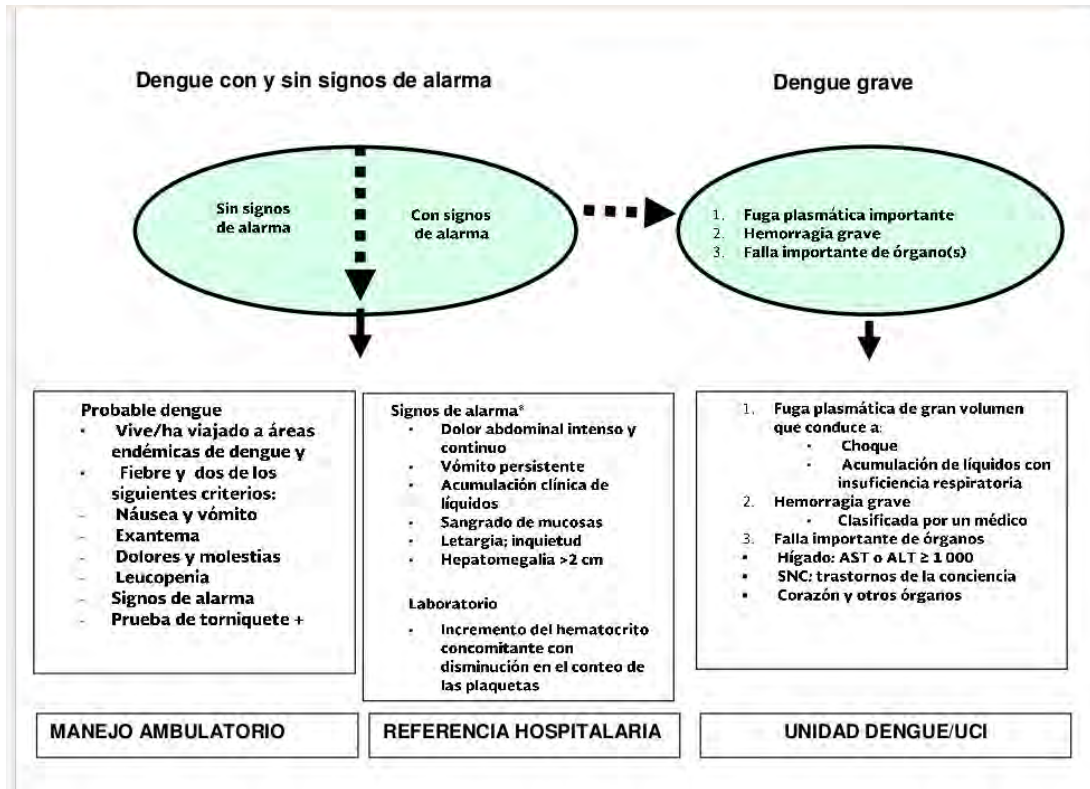 Dengue con y sin signos de alarma
Dengue grave
Sin signos
de alarma
Con signos
de alarma
1. Fuga plasmática importante
2. Hemorragia grave
3. Falla importante de órgano(s)
Probable dengue
• Vive/ha viajado a áreas
endémicas de dengue y
• Fiebre y dos de los
siguientes criterios:
- Náusea y vómito
- Exantema
- Dolores y molestias
- Leucopenia
- Signos de alarma
- Prueba de torniquete +
Signos de alarma*
• Dolor abdominal intenso y
continuo
• Vómito persistente
• Acumulación clínica de
líquidos
• Sangrado de mucosas
• Letargia; inquietud
• Hepatomegalia >2 cm
Laboratorio
• Incremento del hematocrito
concomitante con
disminución en el conteo de
las plaquetas
1. Fuga plasmática de gran volumen
que conduce a:
• Choque
• Acumulación de líquidos con
insuficiencia respiratoria
2. Hemorragia grave
• Clasificada por un médico
3. Falla importante de órganos
• Hígado: AST o ALT ≥ 1 000
• SNC: trastornos de la conciencia
• Corazón y otros órganos
MANEJO AMBULATORIO
REFERENCIA HOSPITALARIA
UNIDAD DENGUE/UCI